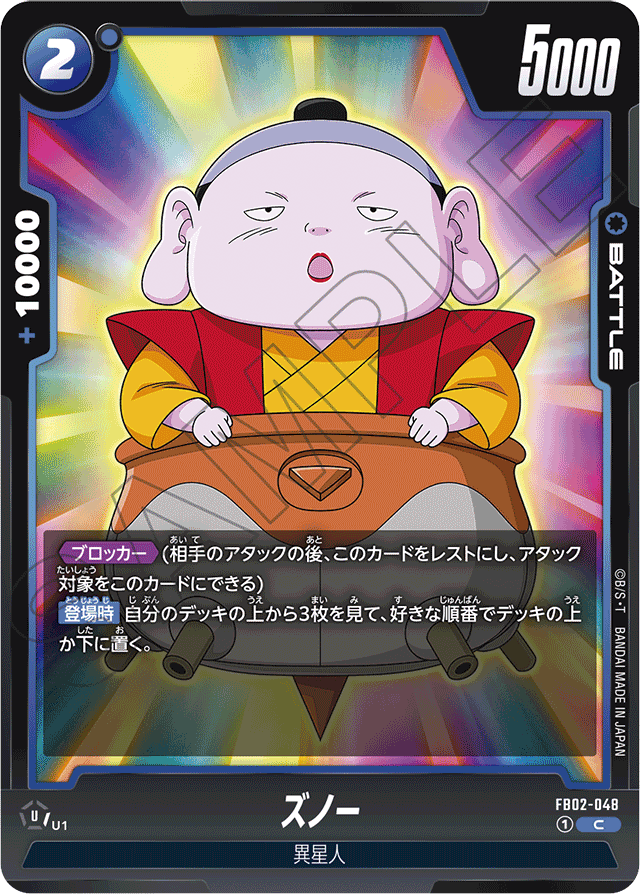 2
5000
+10000
BATTLE
SAMPLE
ブロッカー (相手のアタックの後、このカードをレストにし、アタック
対象をこのカードにできる)
登場時 自分のデッキの上から3枚を見て、好きな順番でデッキの上
か下に置く。
©B/S・T BANDAI MADE IN JAPAN
U U1
ズノー
FB02-048
1 C
異星人